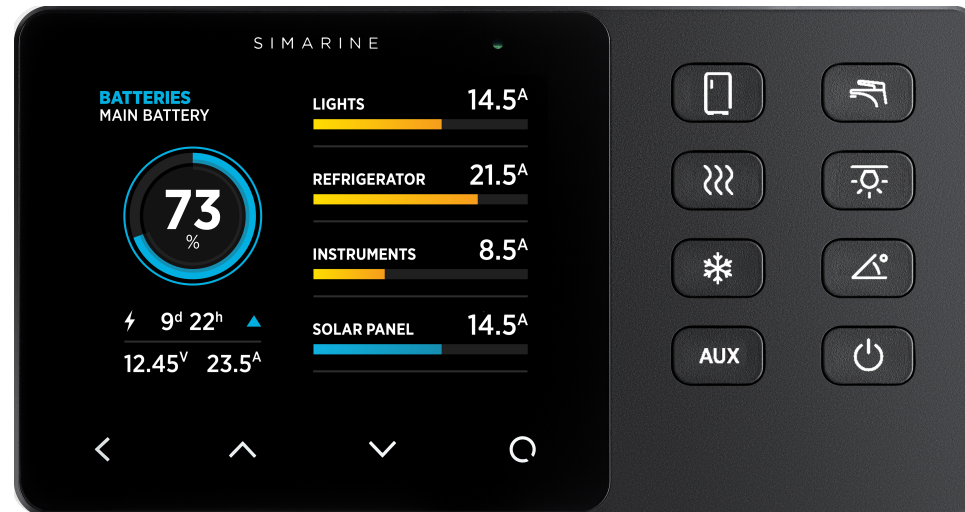 SIMARINE
BATTERIES
MAIN BATTERY
73
%
9d 22h
12.45V 23.5A
LIGHTS 14.5A
REFRIGERATOR 21.5A
INSTRUMENTS 8.5A
SOLAR PANEL 14.5A
AUX